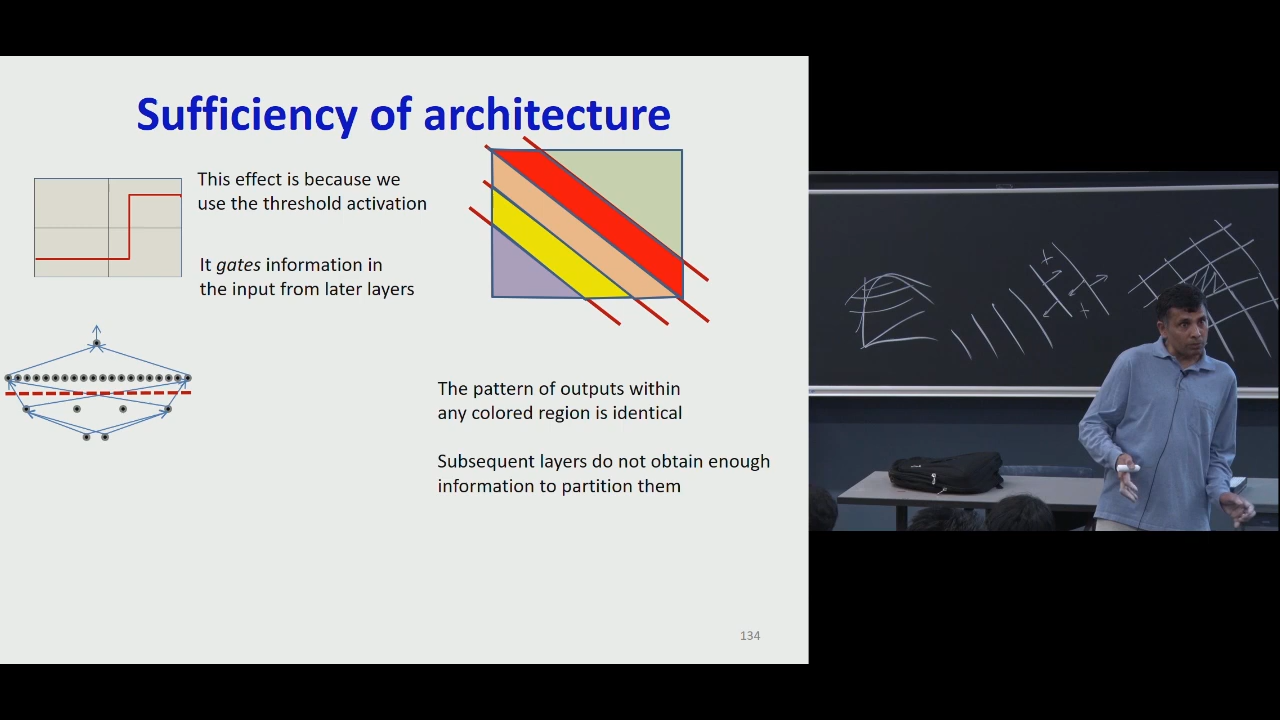 Sufficiency of architecture
This effect is because we
use the threshold activation
It gates information in
the input from later layers
The pattern of outputs within
any colored region is identical
Subsequent layers do not obtain enough
information to partition them
134